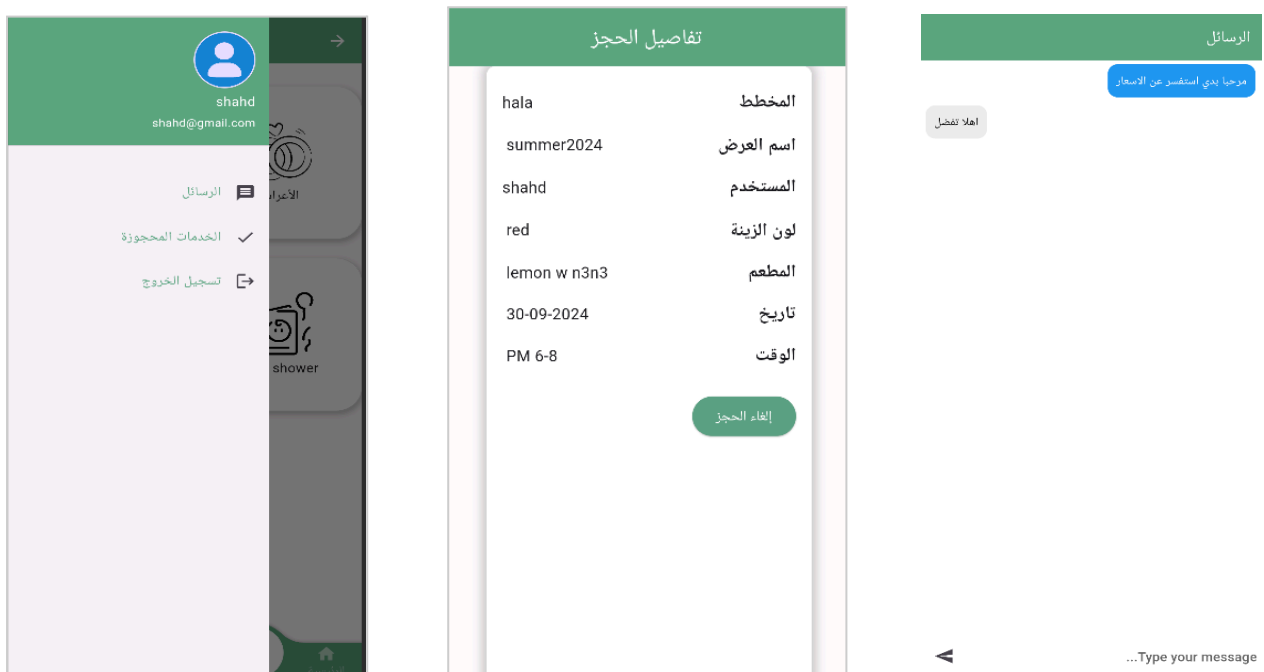 shahd
shahd@gmail.com
الرسائل
الخدمات المحجوزة
تسجيل الخروج
shower
تفاصيل الحجز
المخطط hala
اسم العرض summer2024
المستخدم shahd
لون الزينة red
المطعم lemon w n3n3
تاريخ 30-09-2024
الوقت PM 6-8
إلغاء الحجز
الرسائل
مرحبا بدي استفسر عن الاسعار
اهلا تفضل
...Type your message